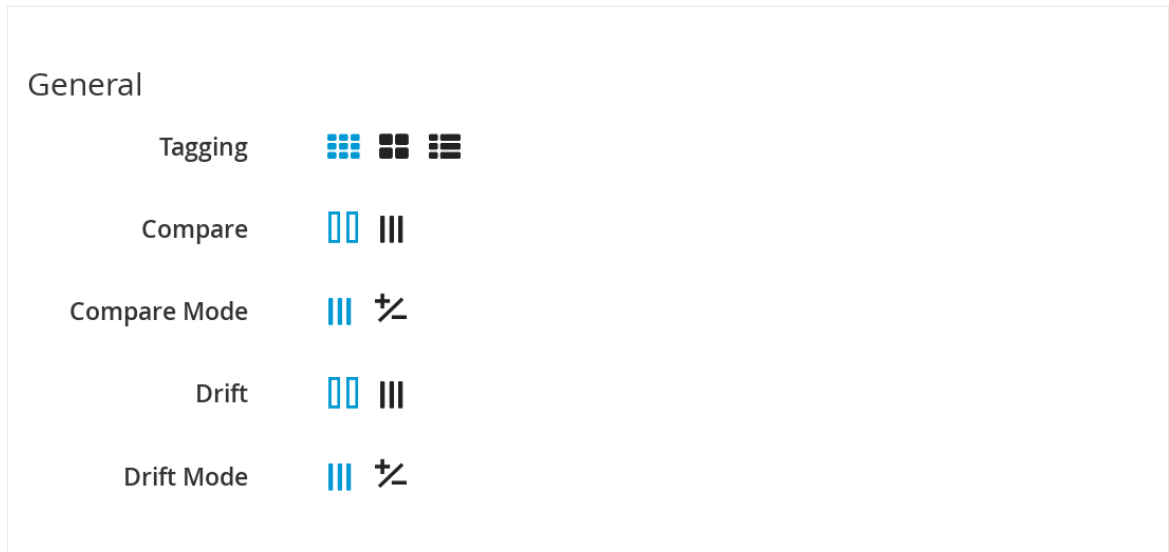 General
Tagging
Compare
Compare Mode
Drift
Drift Mode